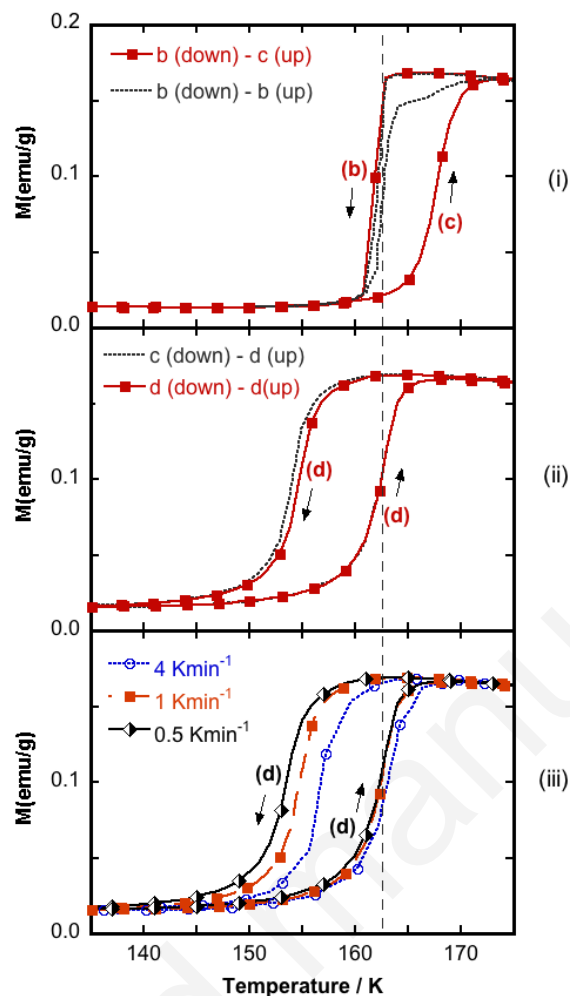 0.2
b (down) - c (up)
b (down) - b (up)
M(emu/g)
0.1
(b)
(c)
(i)
0.0
c (down) - d (up)
d (down) - d(up)
M(emu/g)
0.1
(d)
(d)
(ii)
0.0
4 Kmin-1
1 Kmin-1
0.5 Kmin-1
M(emu/g)
0.1
(d)
(d)
(iii)
0.0
140 150 160 170
Temperature / K
d manu